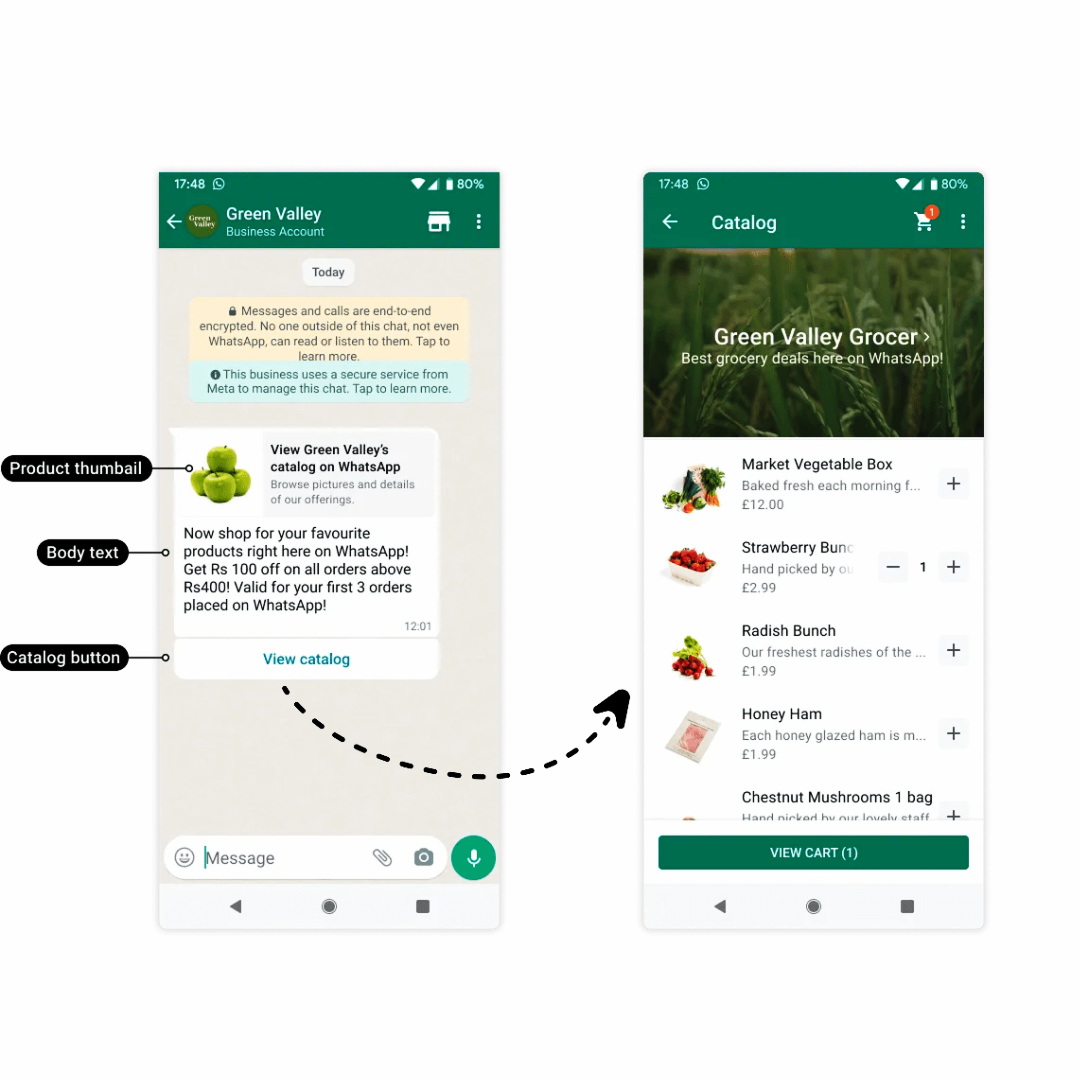 17:48
80%
Green Valley
Green Valley
Business Account
Today
Messages and calls are end-to-end
encrypted. No one outside of this chat, not even
WhatsApp, can read or listen to them. Tap to
learn more.
This business uses a secure service from
Meta to manage this chat. Tap to learn more.
Product thumbail
View Green Valley's
catalog on WhatsApp
Browse pictures and details
of our offerings.
Body text
Now shop for your favourite
products right here on WhatsApp!
Get Rs 100 off on all orders above
Rs400! Valid for your first 3 orders
placed on WhatsApp!
12:01
Catalog button
View catalog
Message
17:48
80%
Catalog
1
Green Valley Grocer ›
Best grocery deals here on WhatsApp!
Market Vegetable Box
Baked fresh each morning f...
£12.00
Strawberry Bunc
Hand picked by ou
£2.99
1
Radish Bunch
Our freshest radishes of the ...
£1.99
Honey Ham
Each honey glazed ham is m...
£1.99
Chestnut Mushrooms 1 bag
Hand picked by our lovely staff
VIEW CART (1)